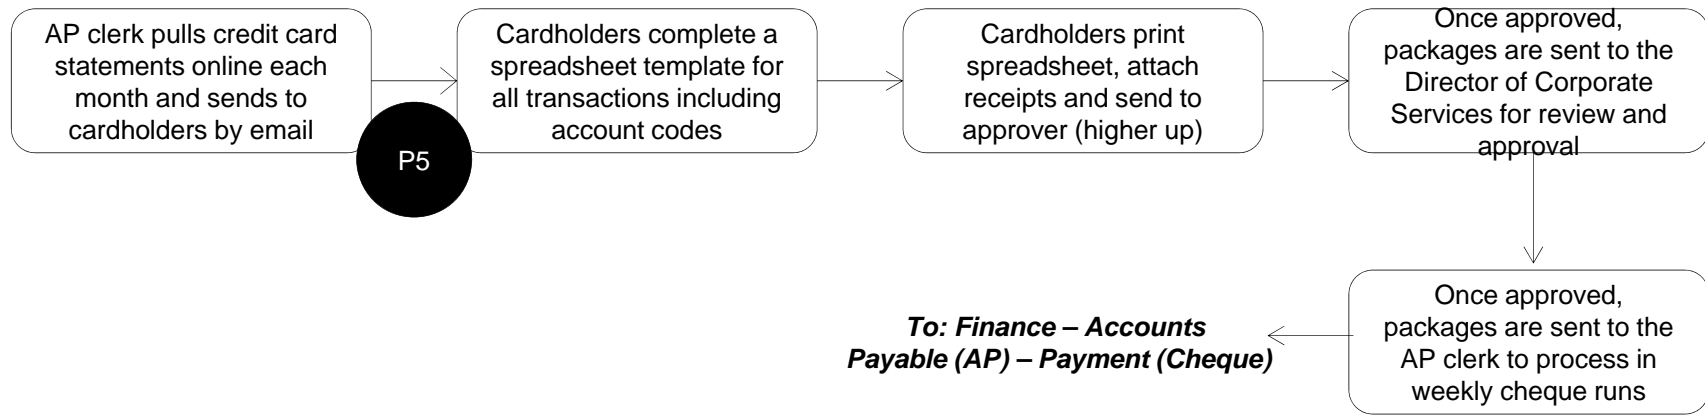 AP clerk pulls credit card
statements online each
month and sends to
cardholders by email
P5
Cardholders complete a
spreadsheet template for
all transactions including
account codes
Cardholders print
spreadsheet, attach
receipts and send to
approver (higher up)
Once approved,
packages are sent to the
Director of Corporate
Services for review and
approval
Once approved,
packages are sent to the
AP clerk to process in
weekly cheque runs
To: Finance – Accounts
Payable (AP) – Payment (Cheque)